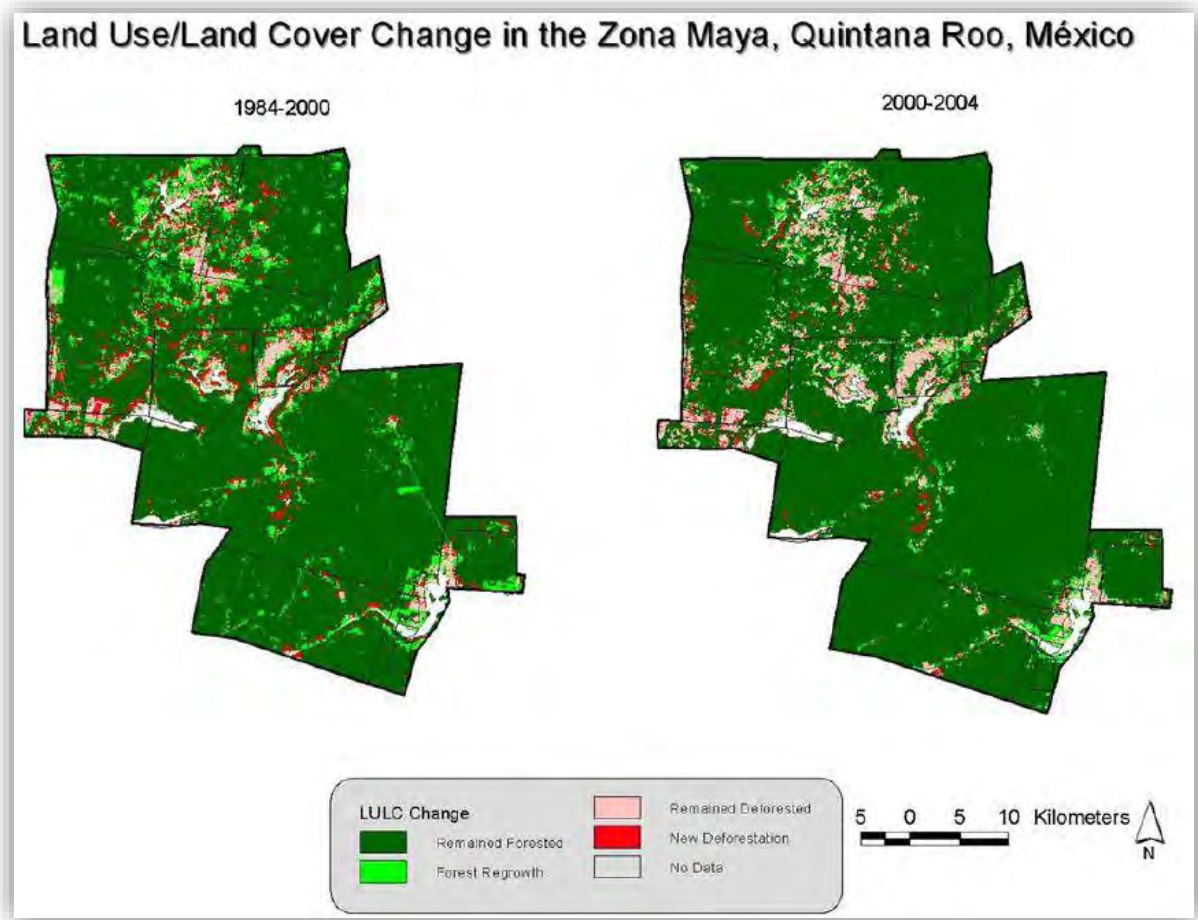 Land Use/Land Cover Change in the Zona Maya, Quintana Roo, México
1984-2000
2000-2004
LULC Change
Remained Forested
Forest Regrowth
Remained Deforested
New Deforestation
No Data
5 0 5 10 Kilometers
N